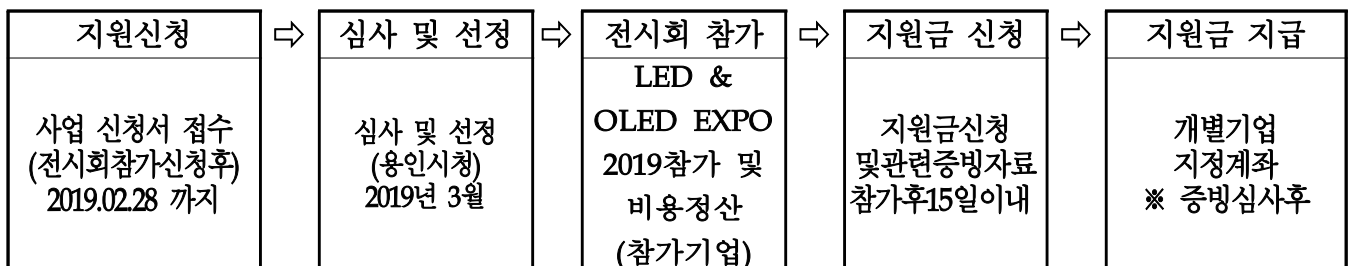 지원신청
사업 신청서 접수
(전시회참가신청후)
2019.02.28 까지
⇨
심사 및 선정
심사 및 선정
(용인시청)
2019년 3월
⇨
전시회 참가
LED &
OLED EXPO
2019참가 및
비용정산
(참가기업)
⇨
지원금 신청
지원금신청
및관련증빙자료
참가후15일이내
⇨
지원금 지급
개별기업
지정계좌
※ 증빙심사후